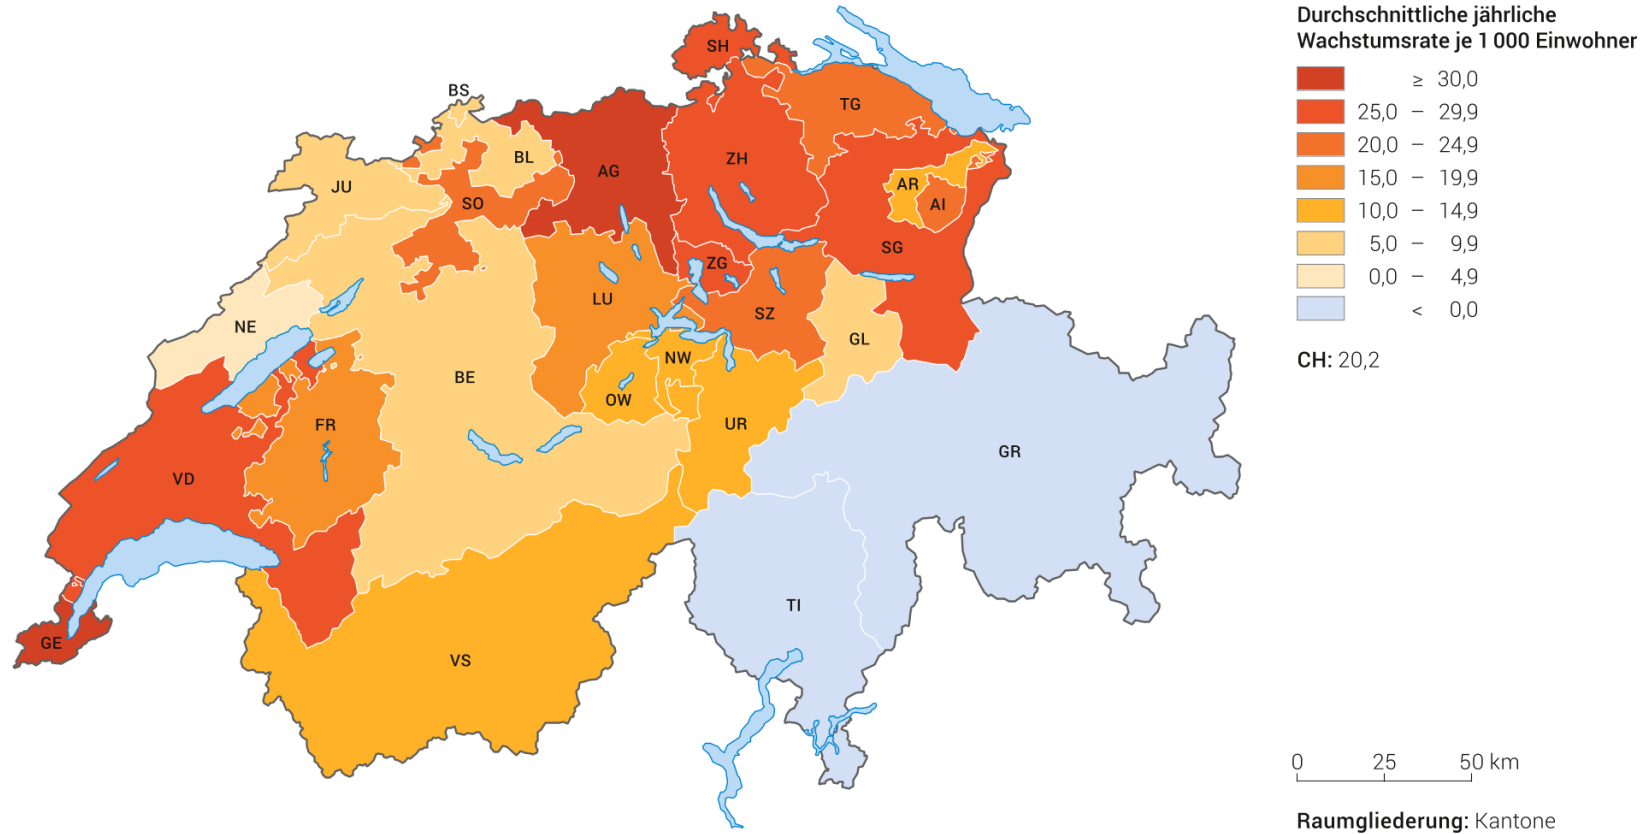 Durchschnittliche jährliche
Wachstumsrate je 1 000 Einwohner
≥ 30,0
25,0 – 29,9
20,0 – 24,9
15,0 – 19,9
10,0 – 14,9
5,0 – 9,9
0,0 – 4,9
< 0,0
CH: 20,2
SH
BS
TG
BL
ZH
AG
JU
AR
SO
AI
SG
ZG
LU
SZ
NE
GL
NW
BE
OW
FR
UR
GR
VD
TI
GE
VS
0 25 50 km
Raumgliederung: Kantone